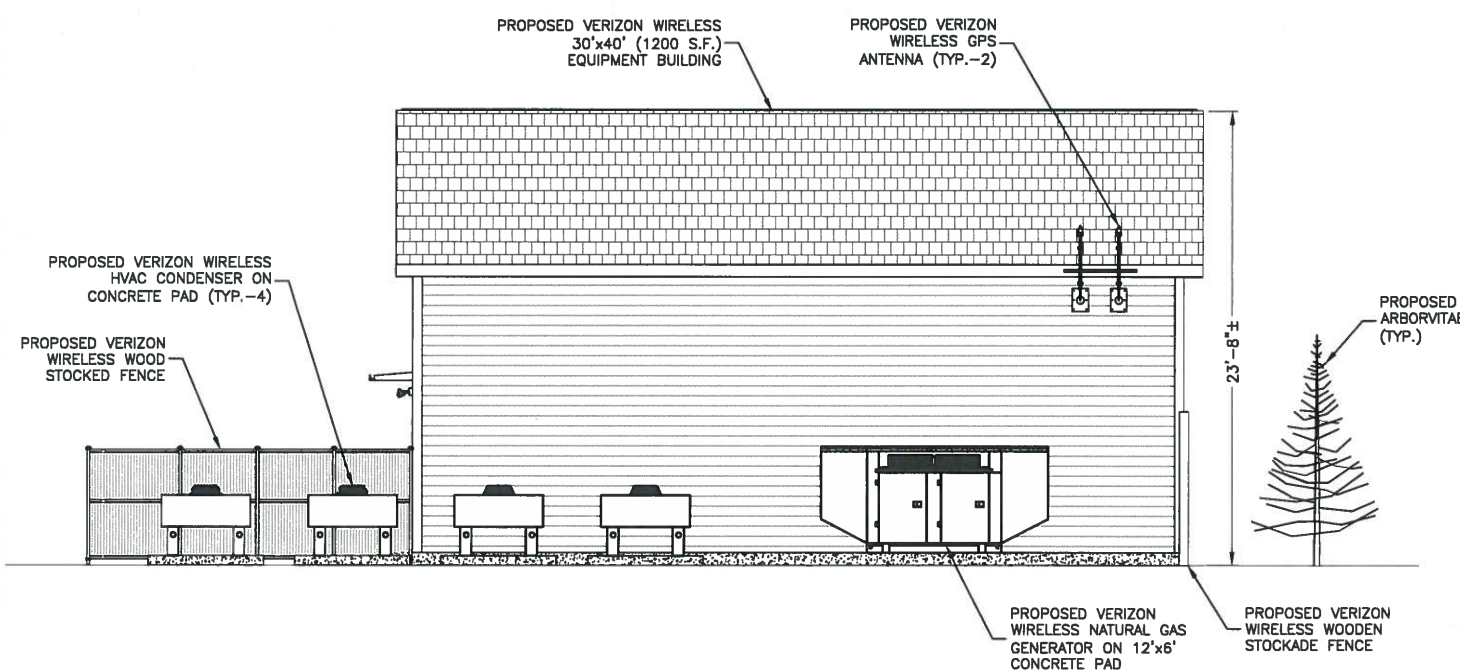 PROPOSED VERIZON WIRELESS
30'x40' (1200 S.F.)
EQUIPMENT BUILDING
PROPOSED VERIZON
WIRELESS GPS
ANTENNA (TYP.-2)
PROPOSED VERIZON WIRELESS
HVAC CONDENSER ON
CONCRETE PAD (TYP.-4)
PROPOSED VERIZON
WIRELESS WOOD
STOCKED FENCE
23'-8"±
PROPOSED
ARBORVITAE
(TYP.)
PROPOSED VERIZON
WIRELESS NATURAL GAS
GENERATOR ON 12'x6'
CONCRETE PAD
PROPOSED VERIZON
WIRELESS WOODEN
STOCKADE FENCE